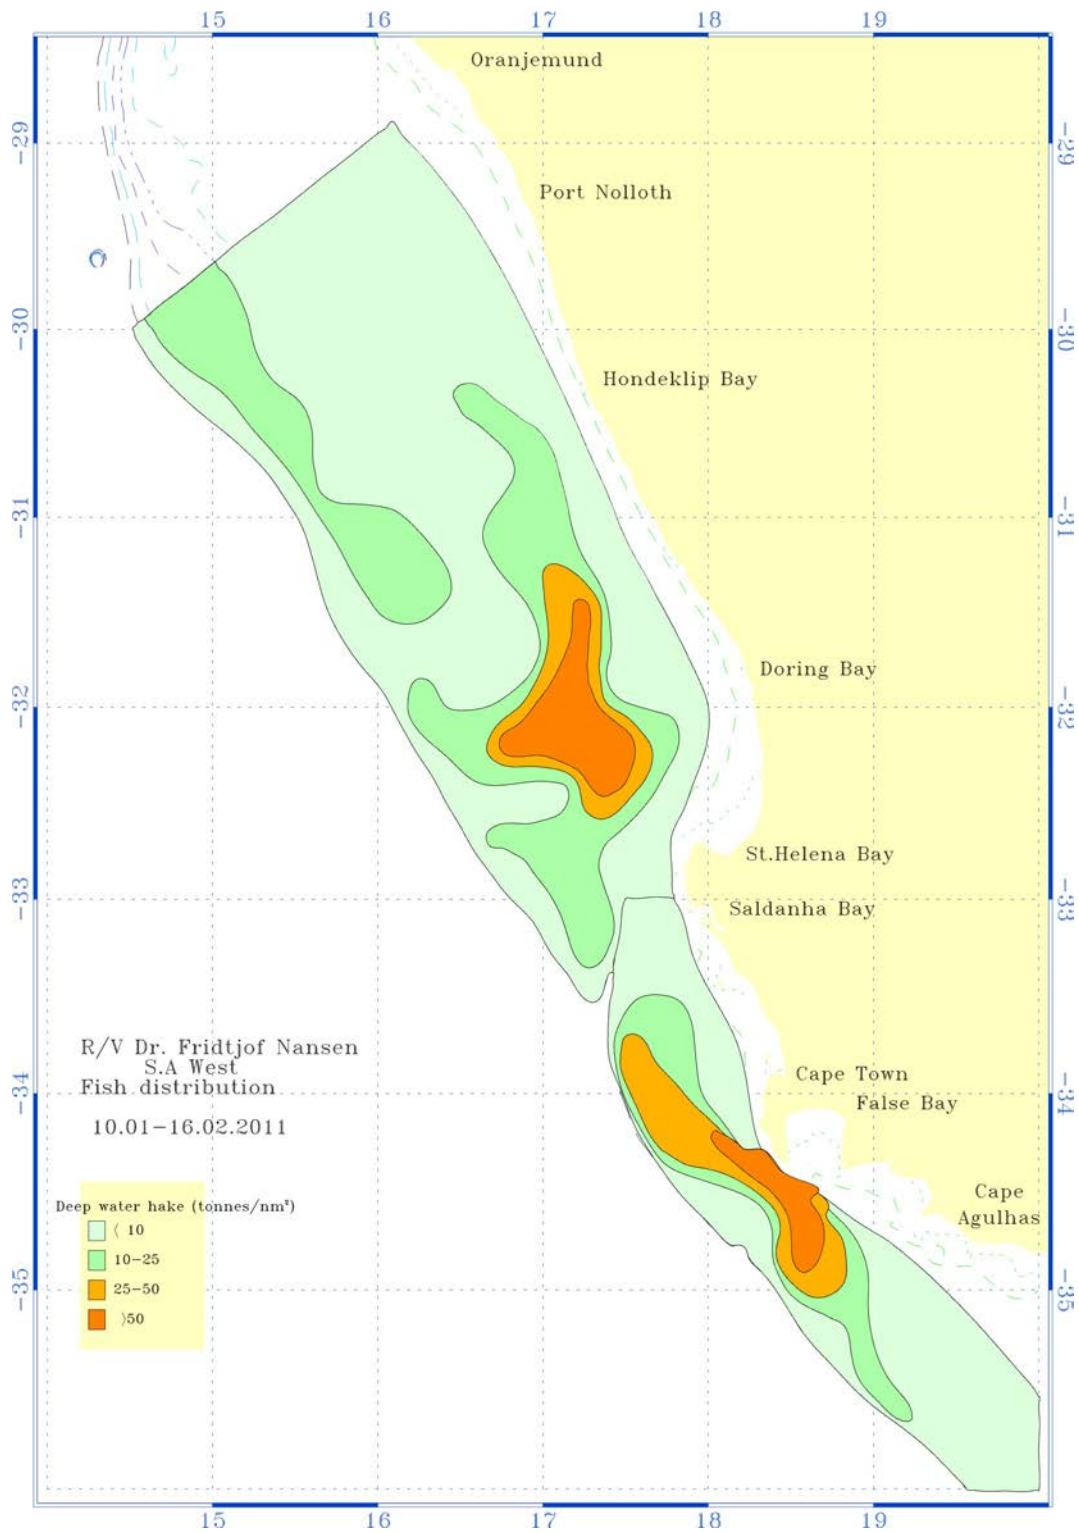 15 16 17 18 19
Oranjemund
-29 -29
Port Nolloth
-30 -30
Hondeklip Bay
-31 -31
Doring Bay
-32 -32
St.Helena Bay
-33 -33
Saldanha Bay
R/V Dr. Fridtjof Nansen
S.A West
Fish distribution
10.01-16.02.2011
Cape Town
-34 -34
False Bay
Cape
Agulhas
Deep water hake (tonnes/nm²)
⟨ 10
10-25
25-50
⟩50
-35 -35
15 16 17 18 19